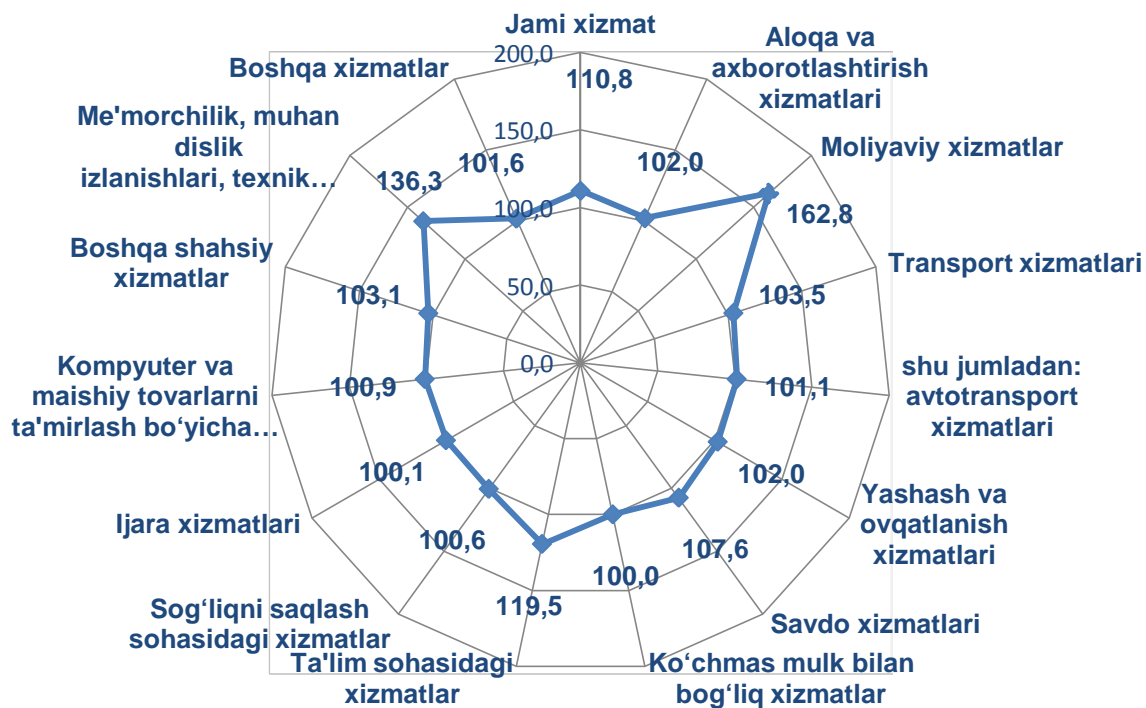 Jami xizmat
200,0
110,8
Aloqa va
axborotlashtirish
xizmatlari
102,0
Moliyaviy xizmatlar
162,8
Transport xizmatlari
103,5
shu jumladan:
avtotransport
xizmatlari
101,1
Yashash va
ovqatlanish
xizmatlari
102,0
Savdo xizmatlari
107,6
Ko‘chmas mulk bilan
bog‘liq xizmatlar
100,0
Ta'lim sohasidagi
xizmatlar
119,5
Sog‘liqni saqlash
sohasidagi xizmatlar
100,6
Ijara xizmatlari
100,1
Kompyuter va
maishiy tovarlarni
ta'mirlash bo‘yicha…
100,9
Boshqa shahsiy
xizmatlar
103,1
Me'morchilik, muhan
dislik
izlanishlari, texnik…
136,3
Boshqa xizmatlar
101,6
150,0
100,0
50,0
0,0